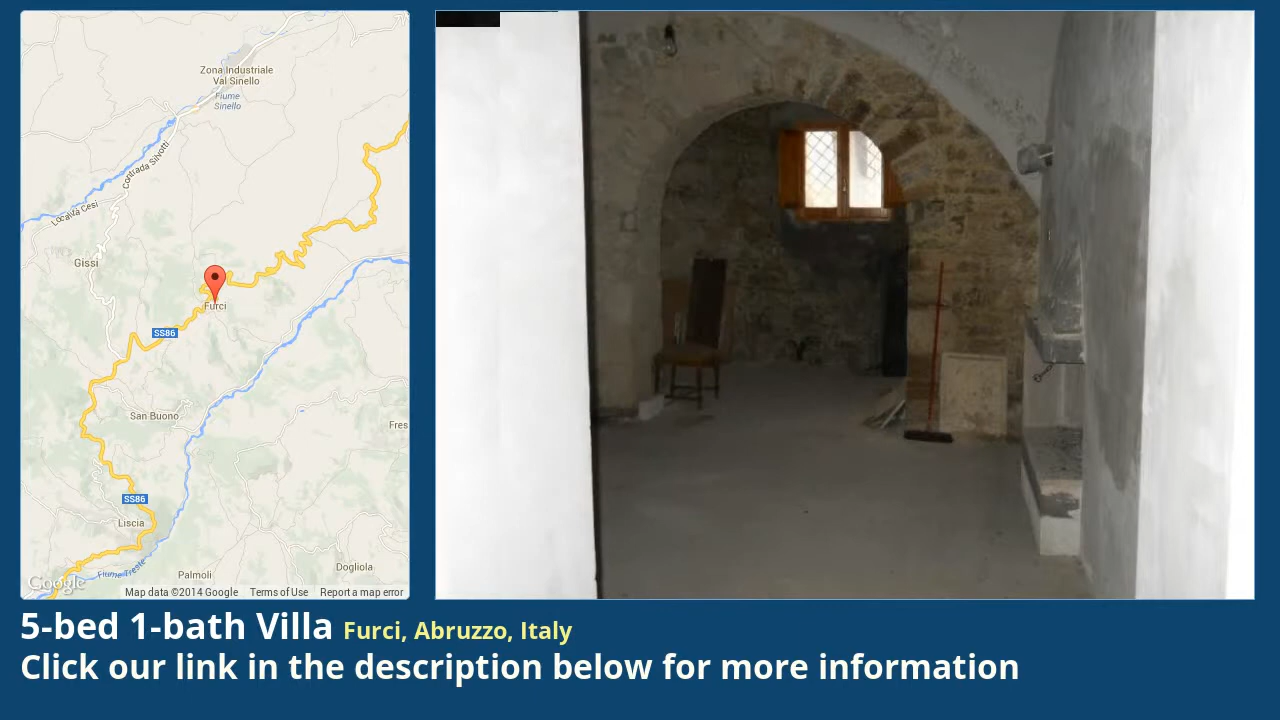 Zona Industriale
Val Sinello
Fiume
Sinello
Contrada Silvotti
Località Cesi
Gissi
Furci
SS86
San Buono
Fres
SS86
Liscia
Fiume Treste
Dogliola
Palmoli
Google
Map data ©2014 Google Terms of Use Report a map error
5-bed 1-bath Villa Furci, Abruzzo, Italy
Click our link in the description below for more information